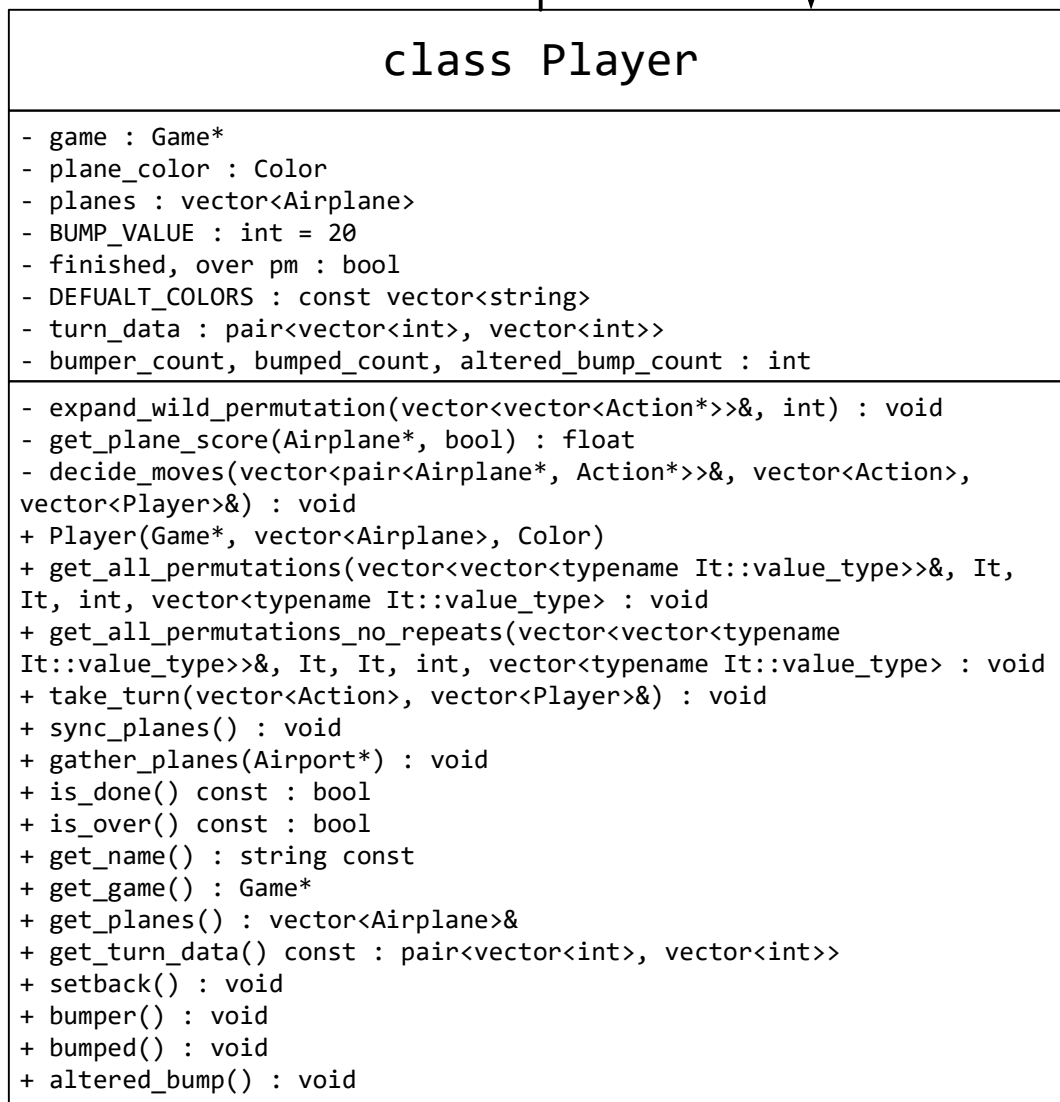 class Player
- game : Game*
- plane_color : Color
- planes : vector<Airplane>
- BUMP_VALUE : int = 20
- finished, over pm : bool
- DEFUALT_COLORS : const vector<string>
- turn_data : pair<vector<int>, vector<int>>
- bumper_count, bumped_count, altered_bump_count : int
- expand_wild_permutation(vector<vector<Action*>>&, int) : void
- get_plane_score(Airplane*, bool) : float
- decide_moves(vector<pair<Airplane*, Action*>>&, vector<Action>,
vector<Player>&) : void
+ Player(Game*, vector<Airplane>, Color)
+ get_all_permutations(vector<vector<typename It::value_type>>&, It,
It, int, vector<typename It::value_type> : void
+ get_all_permutations_no_repeats(vector<vector<typename
It::value_type>>&, It, It, int, vector<typename It::value_type> : void
+ take_turn(vector<Action>, vector<Player>&) : void
+ sync_planes() : void
+ gather_planes(Airport*) : void
+ is_done() const : bool
+ is_over() const : bool
+ get_name() : string const
+ get_game() : Game*
+ get_planes() : vector<Airplane>&
+ get_turn_data() const : pair<vector<int>, vector<int>>
+ setback() : void
+ bumper() : void
+ bumped() : void
+ altered_bump() : void